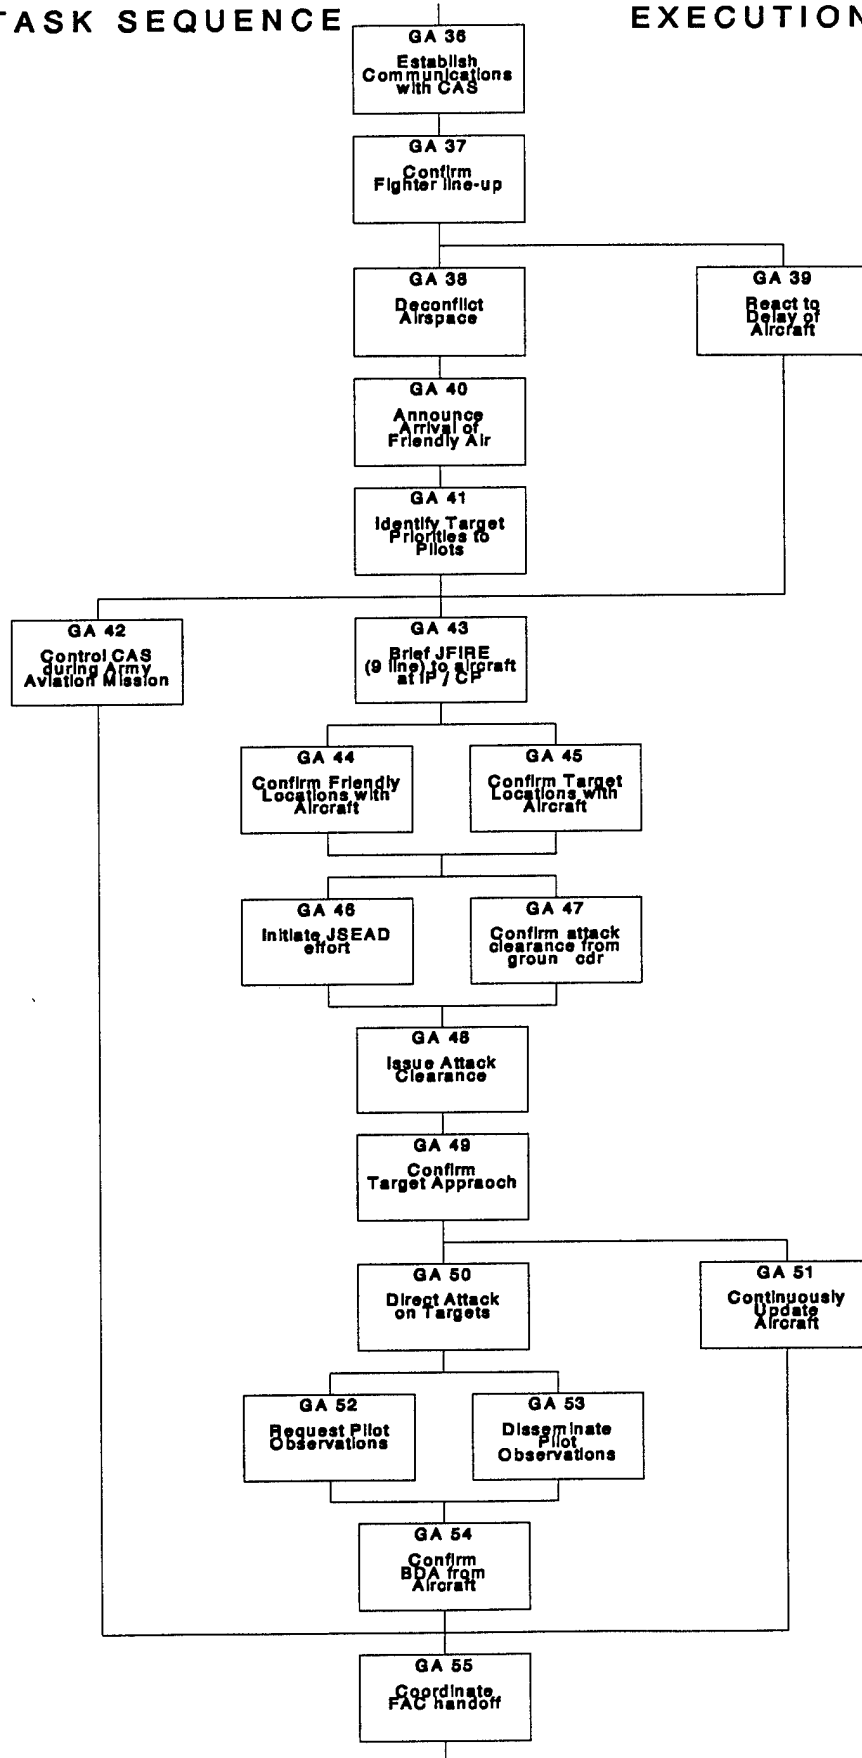 TASK SEQUENCE
EXECUTION
GA 36
Establish
Communications
with CAS
GA 37
Confirm
Fighter line-up
GA 38
Deconflict
Airspace
GA 39
React to
Delay of
Aircraft
GA 40
Announce
Arrival of
Friendly Air
GA 41
Identify Target
Priorities to
Pilots
GA 42
Control CAS
during Army
Aviation Mission
GA 43
Brief JFIRE
(9 line) to aircraft
at IP / CP
GA 44
Confirm Friendly
Locations with
Aircraft
GA 45
Confirm Target
Locations with
Aircraft
GA 46
Initiate JSEAD
effort
GA 47
Confirm attack
clearance from
groun cdr
GA 48
Issue Attack
Clearance
GA 49
Confirm
Target Appraoch
GA 50
Direct Attack
on Targets
GA 51
Continuously
Update
Aircraft
GA 52
Request Pilot
Observations
GA 53
Disseminate
Pilot
Observations
GA 54
Confirm
BDA from
Aircraft
GA 55
Coordinate
FAC handoff